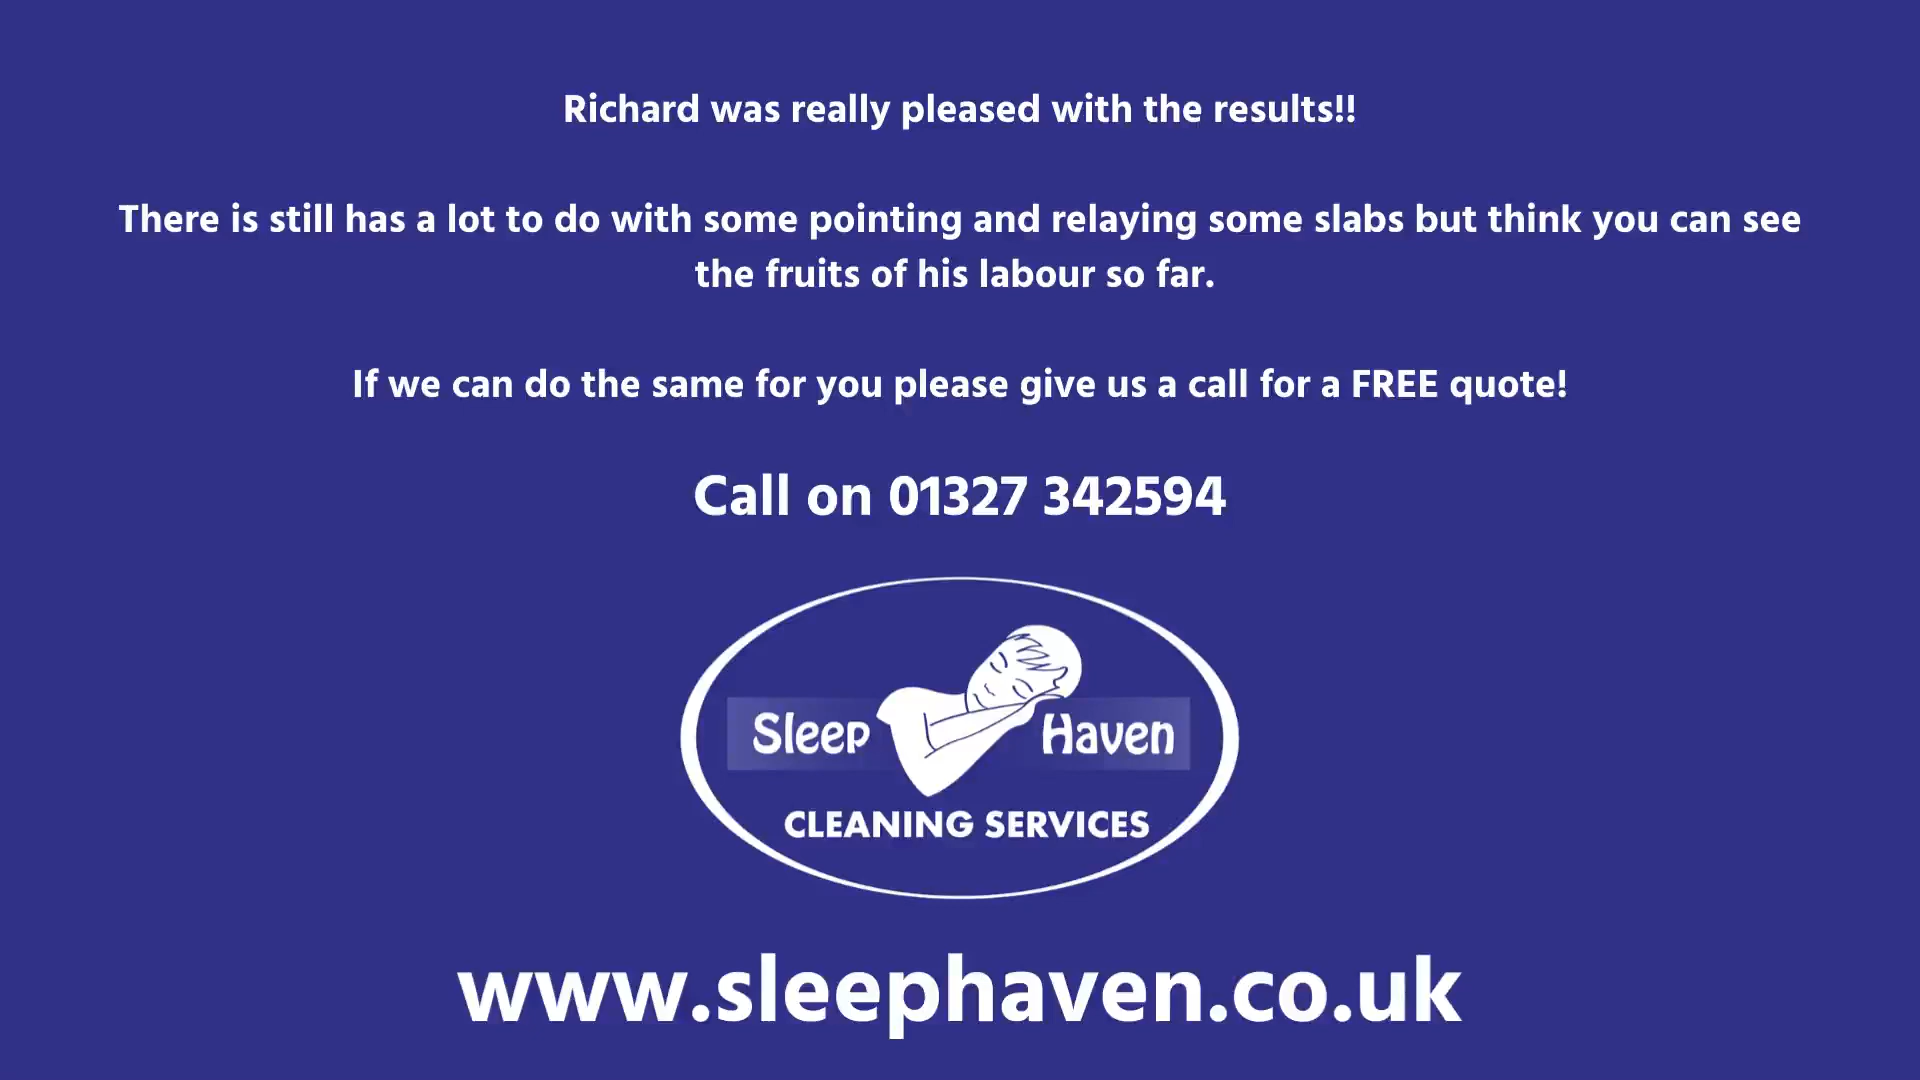 Richard was really pleased with the results!!
There is still has a lot to do with some pointing and relaying some slabs but think you can see
the fruits of his labour so far.
If we can do the same for you please give us a call for a FREE quote!
Call on 01327 342594
Sleep Haven
CLEANING SERVICES
www.sleephaven.co.uk